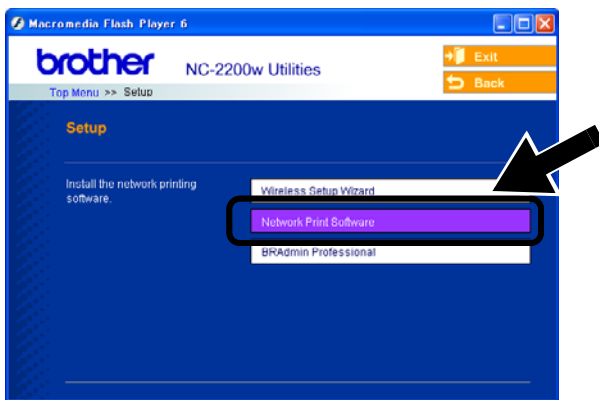 Macromedia Flash Player 6
brother
NC-2200w Utilities
Exit
Back
Top Menu >> Setup
Setup
Install the network printing
software.
Wireless Setup Wizard
Network Print Software
BRAdmin Professional